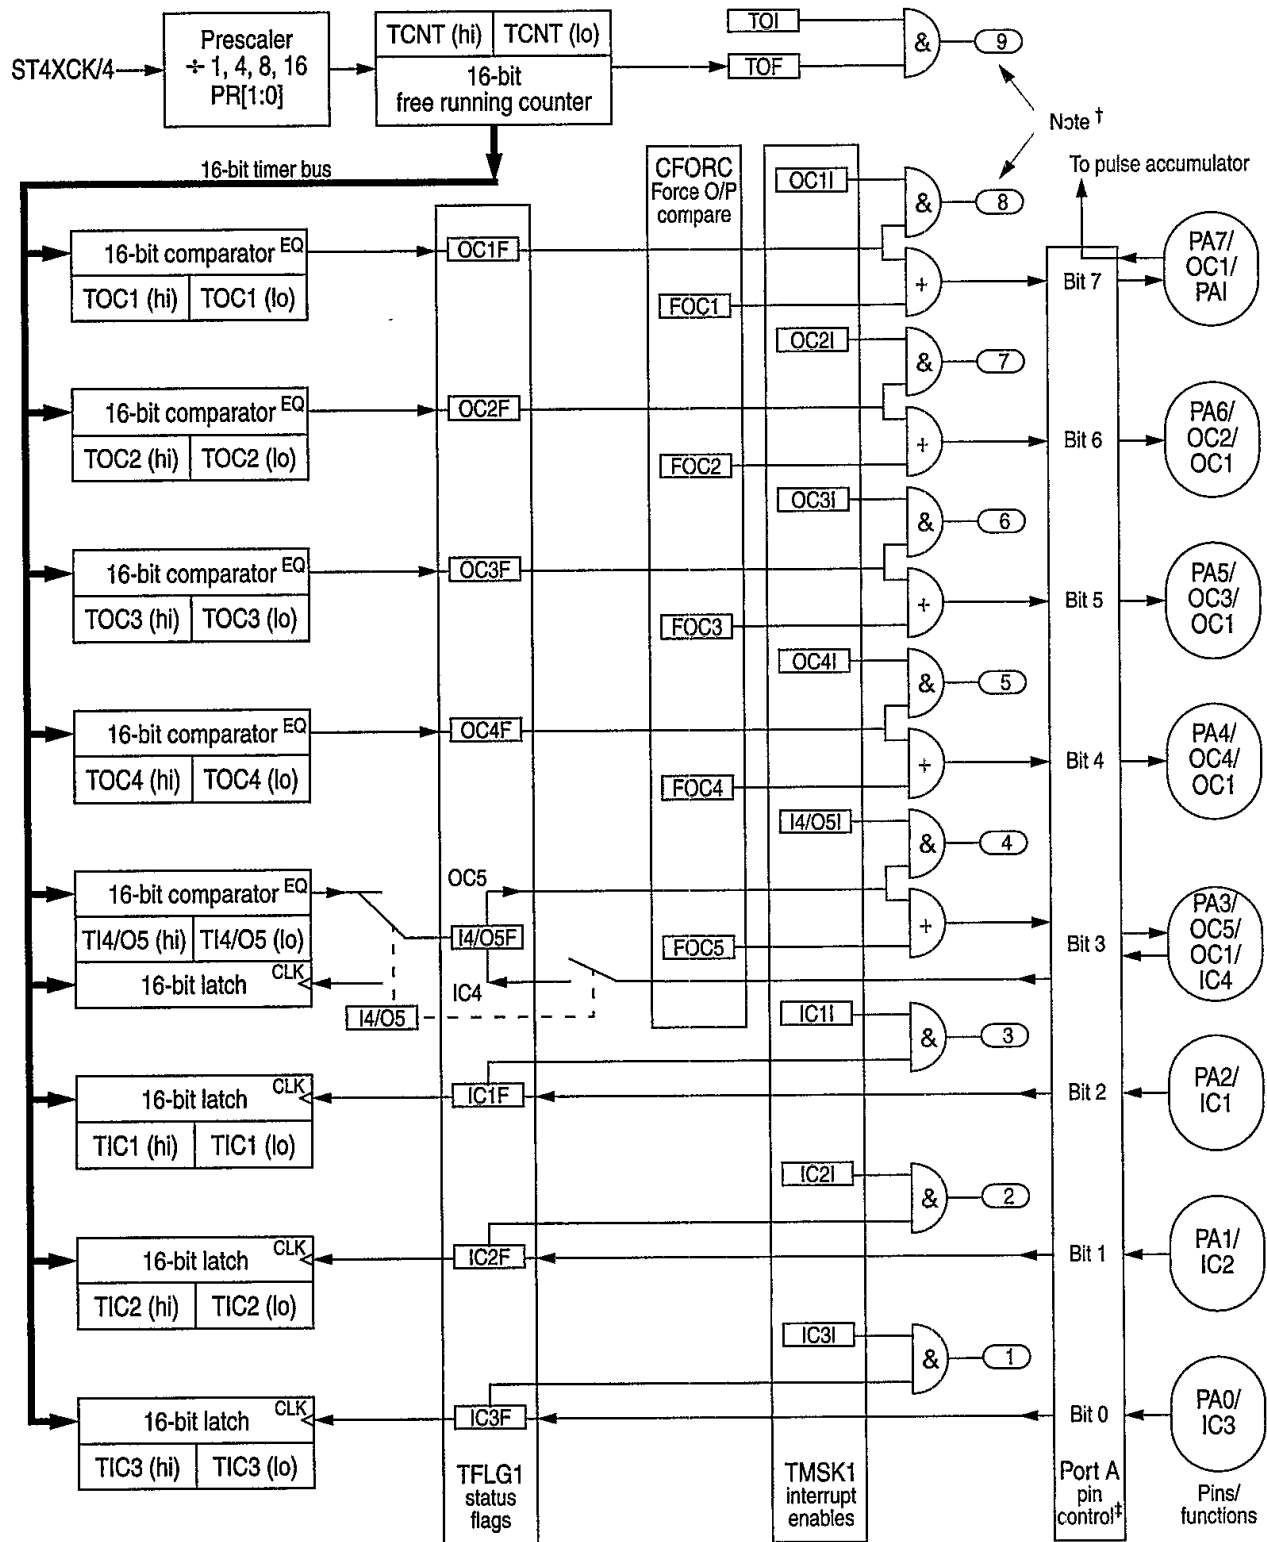 TOI
TCNT (hi) TCNT (lo)
Prescaler
÷ 1, 4, 8, 16
PR[1:0]
ST4XCK/4
16-bit
free running counter
TOF
&
9
Note †
16-bit timer bus
CFORC
Force O/P
compare
To pulse accumulator
OC1I
&
8
16-bit comparator EQ
TOC1 (hi) TOC1 (lo)
OC1F
FOC1
+
Bit 7
PA7/
OC1/
PAI
OC2I
&
7
16-bit comparator EQ
TOC2 (hi) TOC2 (lo)
OC2F
FOC2
+
Bit 6
PA6/
OC2/
OC1
OC3I
&
6
16-bit comparator EQ
TOC3 (hi) TOC3 (lo)
OC3F
FOC3
+
Bit 5
PA5/
OC3/
OC1
OC4I
&
5
16-bit comparator EQ
TOC4 (hi) TOC4 (lo)
OC4F
FOC4
+
Bit 4
PA4/
OC4/
OC1
I4/O5I
&
4
16-bit comparator EQ
TI4/O5 (hi) TI4/O5 (lo)
16-bit latch CLK
OC5
I4/O5F
IC4
I4/O5
FOC5
+
Bit 3
PA3/
OC5/
OC1/
IC4
IC1I
&
3
16-bit latch CLK
TIC1 (hi) TIC1 (lo)
IC1F
Bit 2
PA2/
IC1
IC2I
&
2
16-bit latch CLK
TIC2 (hi) TIC2 (lo)
IC2F
Bit 1
PA1/
IC2
IC3I
&
1
16-bit latch CLK
TIC3 (hi) TIC3 (lo)
IC3F
Bit 0
PA0/
IC3
TFLG1
status
flags
TMSK1
interrupt
enables
Port A
pin
control‡
Pins/
functions